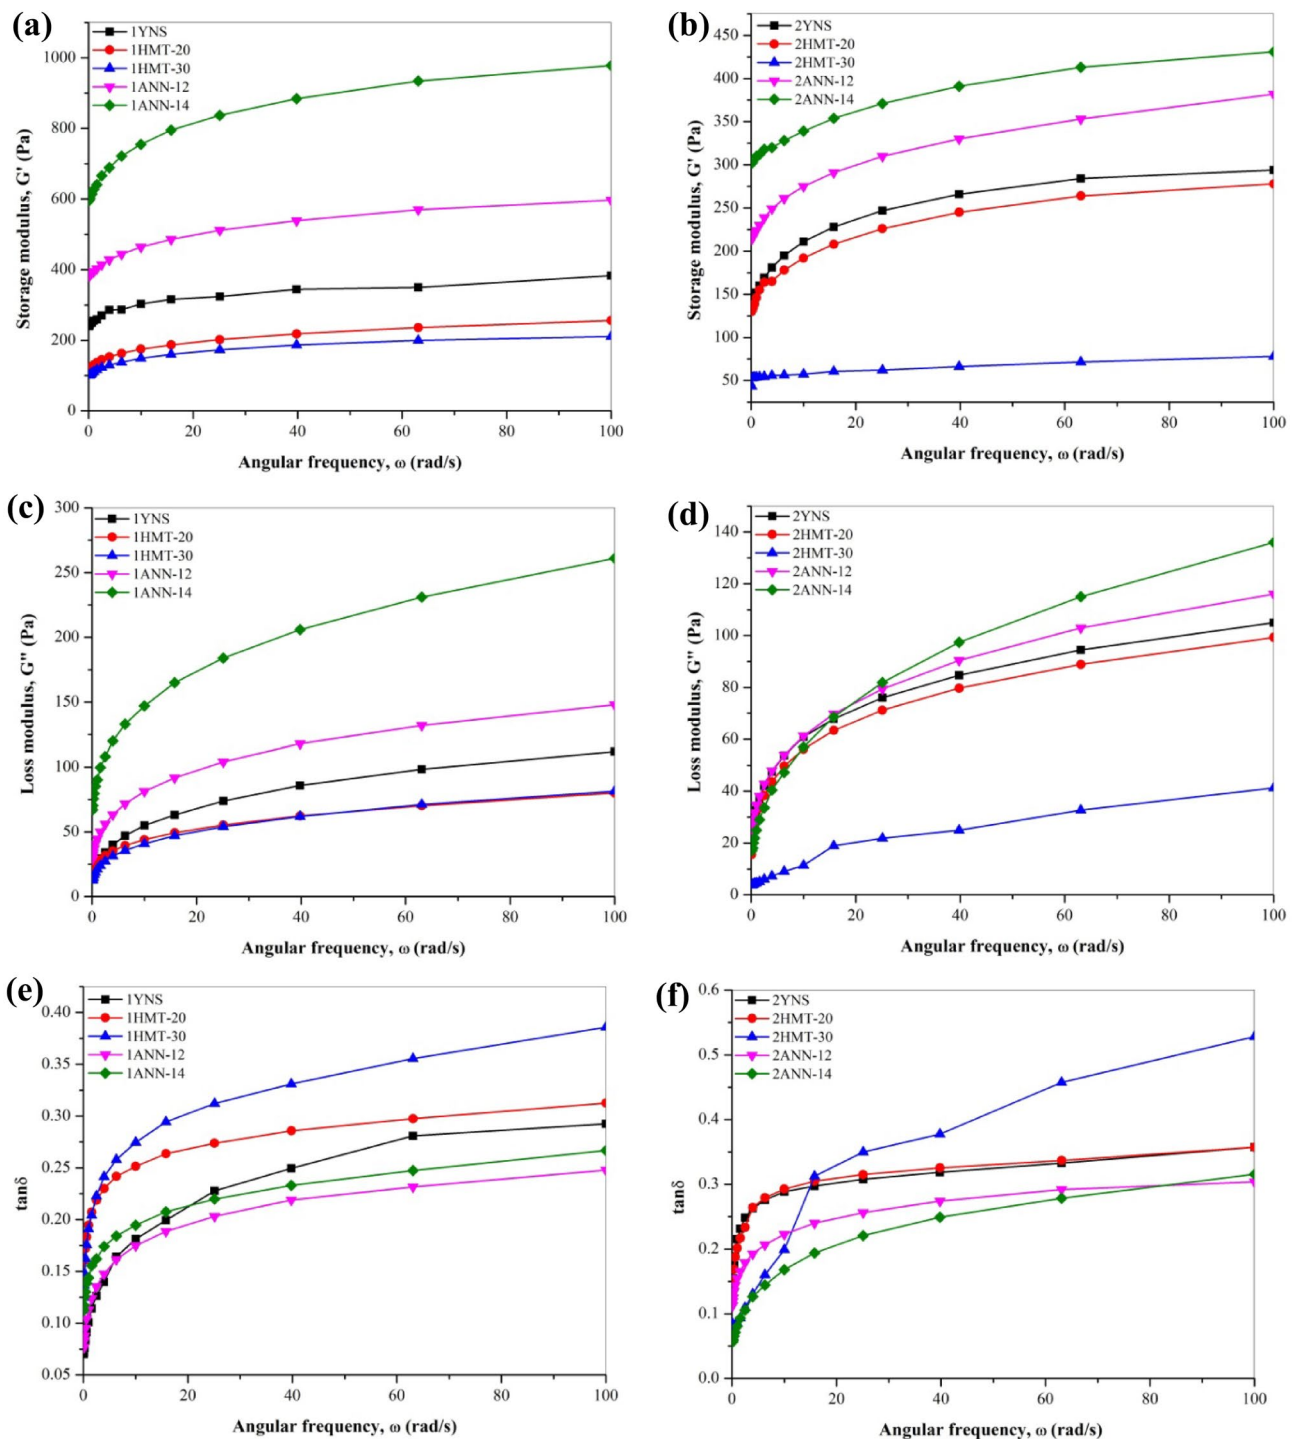 (a)
1YNS
1HMT-20
1HMT-30
1ANN-12
1ANN-14
1000
800
600
400
200
0
0 20 40 60 80 100
Storage modulus, G' (Pa)
Angular frequency, ω (rad/s)
(b)
2YNS
2HMT-20
2HMT-30
2ANN-12
2ANN-14
450
400
350
300
250
200
150
100
50
0 20 40 60 80 100
Storage modulus, G' (Pa)
Angular frequency, ω (rad/s)
(c)
1YNS
1HMT-20
1HMT-30
1ANN-12
1ANN-14
300
250
200
150
100
50
0
0 20 40 60 80 100
Loss modulus, G'' (Pa)
Angular frequency, ω (rad/s)
(d)
2YNS
2HMT-20
2HMT-30
2ANN-12
2ANN-14
140
120
100
80
60
40
20
0
0 20 40 60 80 100
Loss modulus, G'' (Pa)
Angular frequency, ω (rad/s)
(e)
1YNS
1HMT-20
1HMT-30
1ANN-12
1ANN-14
0.40
0.35
0.30
0.25
0.20
0.15
0.10
0.05
0 20 40 60 80 100
tanδ
Angular frequency, ω (rad/s)
(f)
2YNS
2HMT-20
2HMT-30
2ANN-12
2ANN-14
0.6
0.5
0.4
0.3
0.2
0.1
0.0
0 20 40 60 80 100
tanδ
Angular frequency, ω (rad/s)